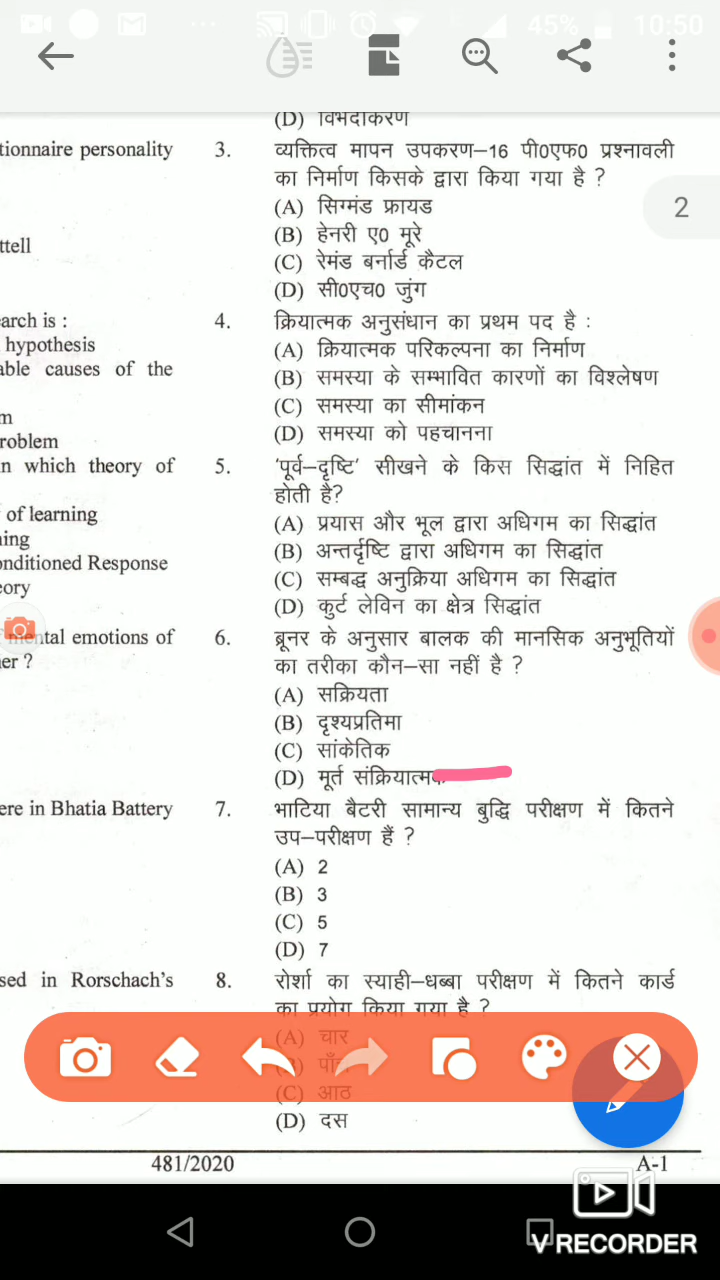 45% 10:50
(D) विभेदीकरण
tionnaire personality
3. व्यक्तित्व मापन उपकरण–16 पी0एफ0 प्रश्नावली
का निर्माण किसके द्वारा किया गया है ?
2
(A) सिग्मंड फ्रायड
ttell
(B) हेनरी ए0 मूरे
(C) रेमंड बर्नार्ड कैटल
(D) सी0एच0 जुंग
earch is :
4. क्रियात्मक अनुसंधान का प्रथम पद है :
hypothesis
(A) क्रियात्मक परिकल्पना का निर्माण
able causes of the
(B) समस्या के सम्भावित कारणों का विश्लेषण
m
(C) समस्या का सीमांकन
roblem
(D) समस्या को पहचानना
n which theory of
5. 'पूर्व–दृष्टि' सीखने के किस सिद्धांत में निहित
होती है?
of learning
(A) प्रयास और भूल द्वारा अधिगम का सिद्धांत
ning
(B) अन्तर्दृष्टि द्वारा अधिगम का सिद्धांत
onditioned Response
(C) सम्बद्ध अनुक्रिया अधिगम का सिद्धांत
eory
(D) कुर्ट लेविन का क्षेत्र सिद्धांत
mental emotions of
6. ब्रूनर के अनुसार बालक की मानसिक अनुभूतियों
er ?
का तरीका कौन–सा नहीं है ?
(A) सक्रियता
(B) दृश्यप्रतिमा
(C) सांकेतिक
(D) मूर्त संक्रियात्मक
ere in Bhatia Battery
7. भाटिया बैटरी सामान्य बुद्धि परीक्षण में कितने
उप–परीक्षण हैं ?
(A) 2
(B) 3
(C) 5
(D) 7
sed in Rorschach's
8. रोर्शा का स्याही–धब्बा परीक्षण में कितने कार्ड
का प्रयोग किया गया है ?
(A) चार
(C) आठ
(D) दस
481/2020
A-1
VRECORDER